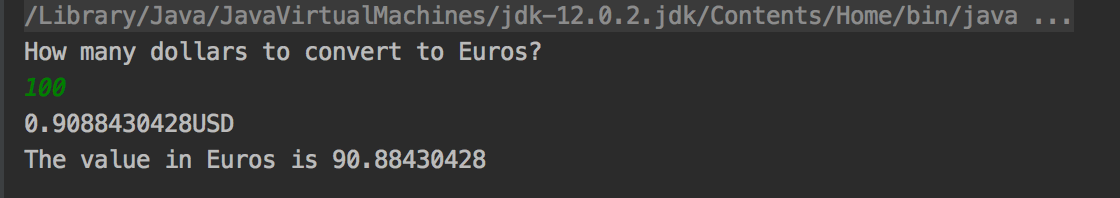 /Library/Java/JavaVirtualMachines/jdk-12.0.2.jdk/Contents/Home/bin/java ...
How many dollars to convert to Euros?
100
0.9088430428USD
The value in Euros is 90.88430428